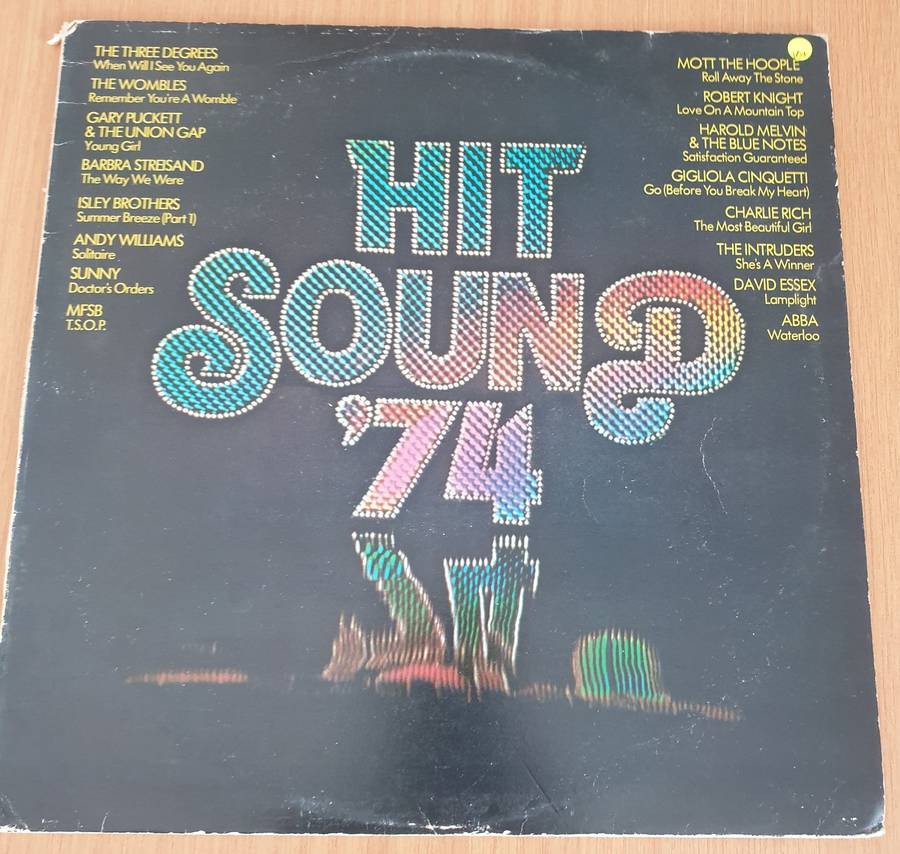 THE THREE DEGREES
When Will I See You Again
THE WOMBLES
Remember You're A Womble
GARY PUCKETT
& THE UNION GAP
Young Girl
BARBRA STREISAND
The Way We Were
ISLEY BROTHERS
Summer Breeze (Part 1)
ANDY WILLIAMS
Solitaire
SUNNY
Doctor's Orders
MFSB
T.S.O.P.
MOTT THE HOOPLE
Roll Away The Stone
ROBERT KNIGHT
Love On A Mountain Top
HAROLD MELVIN
& THE BLUE NOTES
Satisfaction Guaranteed
GIGLIOLA CINQUETTI
Go (Before You Break My Heart)
CHARLIE RICH
The Most Beautiful Girl
THE INTRUDERS
She's A Winner
DAVID ESSEX
Lamplight
ABBA
Waterloo
HIT
SOUND
'74